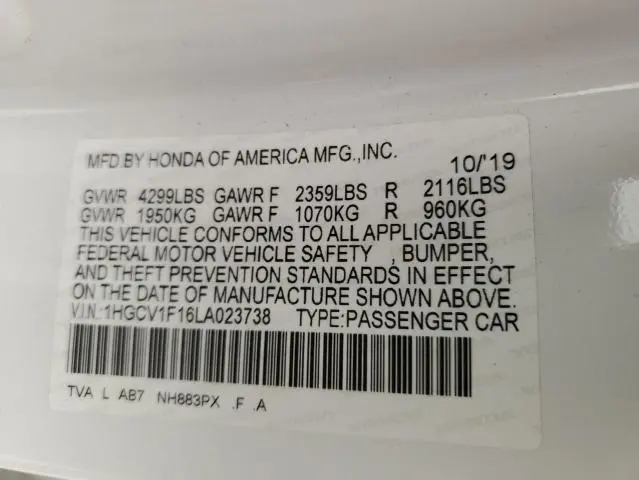 MFD BY HONDA OF AMERICA MFG.,INC. 10/'19
GVWR 4299LBS GAWR F 2359LBS R 2116LBS
GVWR 1950KG GAWR F 1070KG R 960KG
THIS VEHICLE CONFORMS TO ALL APPLICABLE
FEDERAL MOTOR VEHICLE SAFETY , BUMPER,
AND THEFT PREVENTION STANDARDS IN EFFECT
ON THE DATE OF MANUFACTURE SHOWN ABOVE.
V.I.N.:1HGCV1F16LA023738 TYPE:PASSENGER CAR
TVA L AB7 NH883PX .F .A